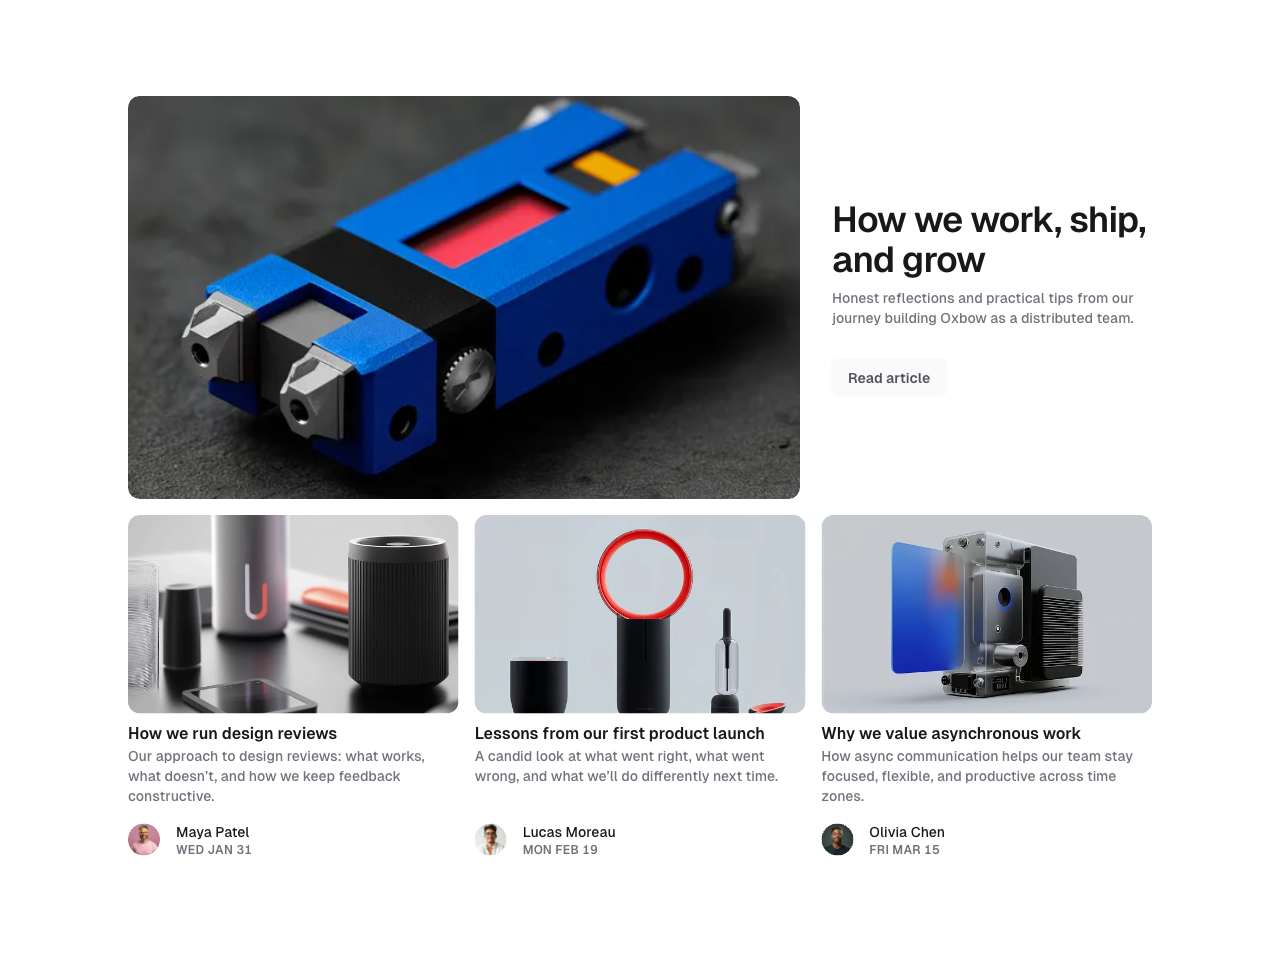 How we work, ship,
and grow
Honest reflections and practical tips from our
journey building Oxbow as a distributed team.
Read article
How we run design reviews
Our approach to design reviews: what works,
what doesn’t, and how we keep feedback
constructive.
Maya Patel
WED JAN 31
Lessons from our first product launch
A candid look at what went right, what went
wrong, and what we’ll do differently next time.
Lucas Moreau
MON FEB 19
Why we value asynchronous work
How async communication helps our team stay
focused, flexible, and productive across time
zones.
Olivia Chen
FRI MAR 15